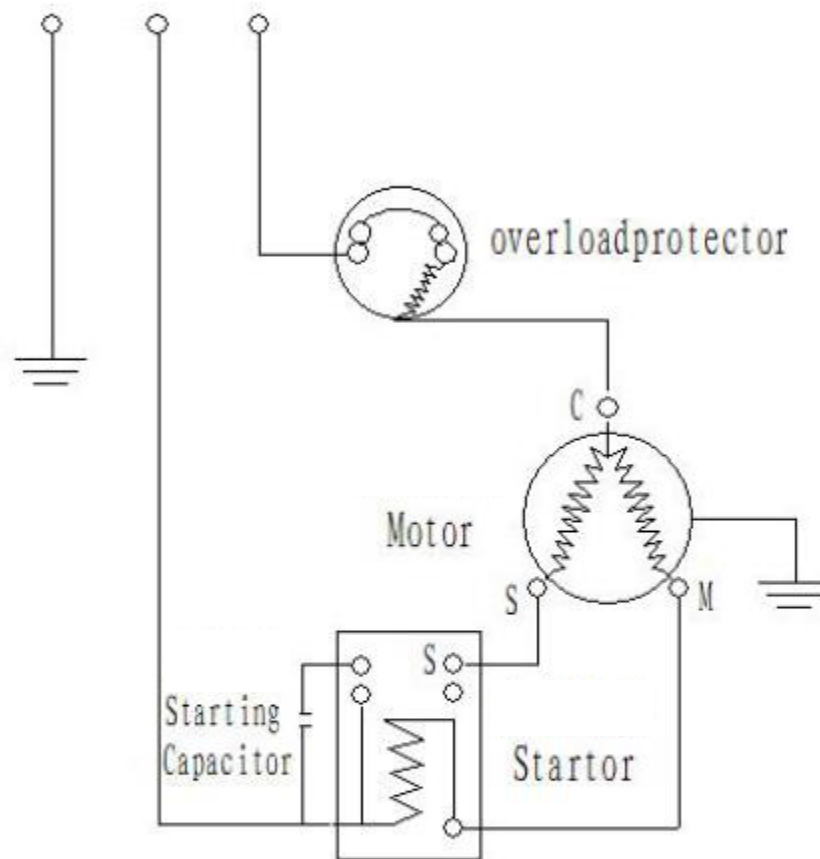 overloadprotector
C
Motor
S
M
S
Starting
Capacitor
Startor